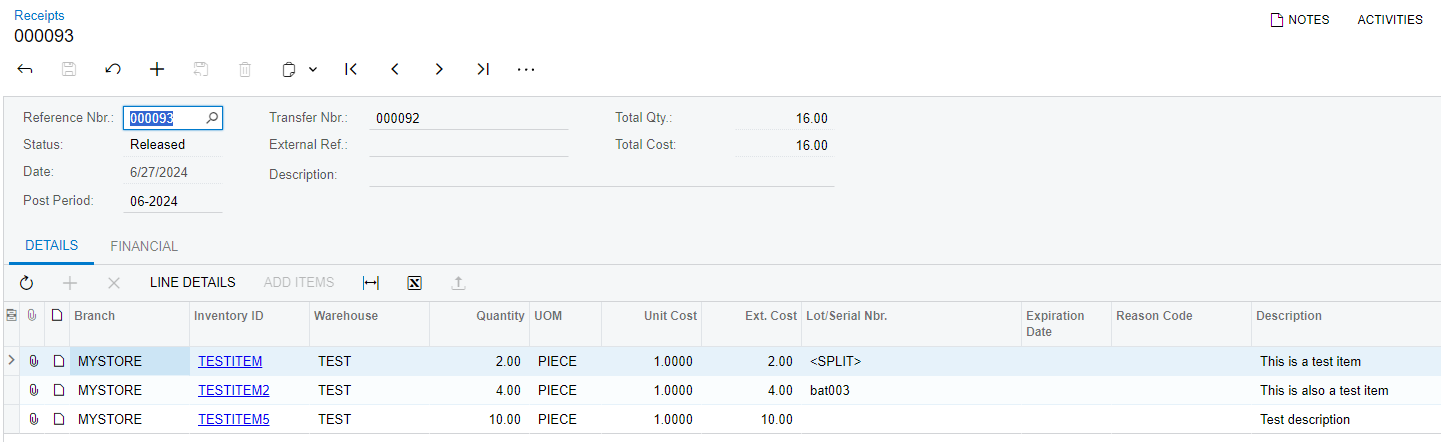 Receipts
000093
NOTES ACTIVITIES
Reference Nbr.: 000093 Transfer Nbr.: 000092 Total Qty.: 16.00
Status: Released External Ref.: Total Cost: 16.00
Date: 6/27/2024 Description:
Post Period: 06-2024
DETAILS FINANCIAL
LINE DETAILS ADD ITEMS
Branch Inventory ID Warehouse Quantity UOM Unit Cost Ext. Cost Lot/Serial Nbr. Expiration Date Reason Code Description
MYSTORE TESTITEM TEST 2.00 PIECE 1.0000 2.00 <SPLIT> This is a test item
MYSTORE TESTITEM2 TEST 4.00 PIECE 1.0000 4.00 bat003 This is also a test item
MYSTORE TESTITEM5 TEST 10.00 PIECE 1.0000 10.00 Test description